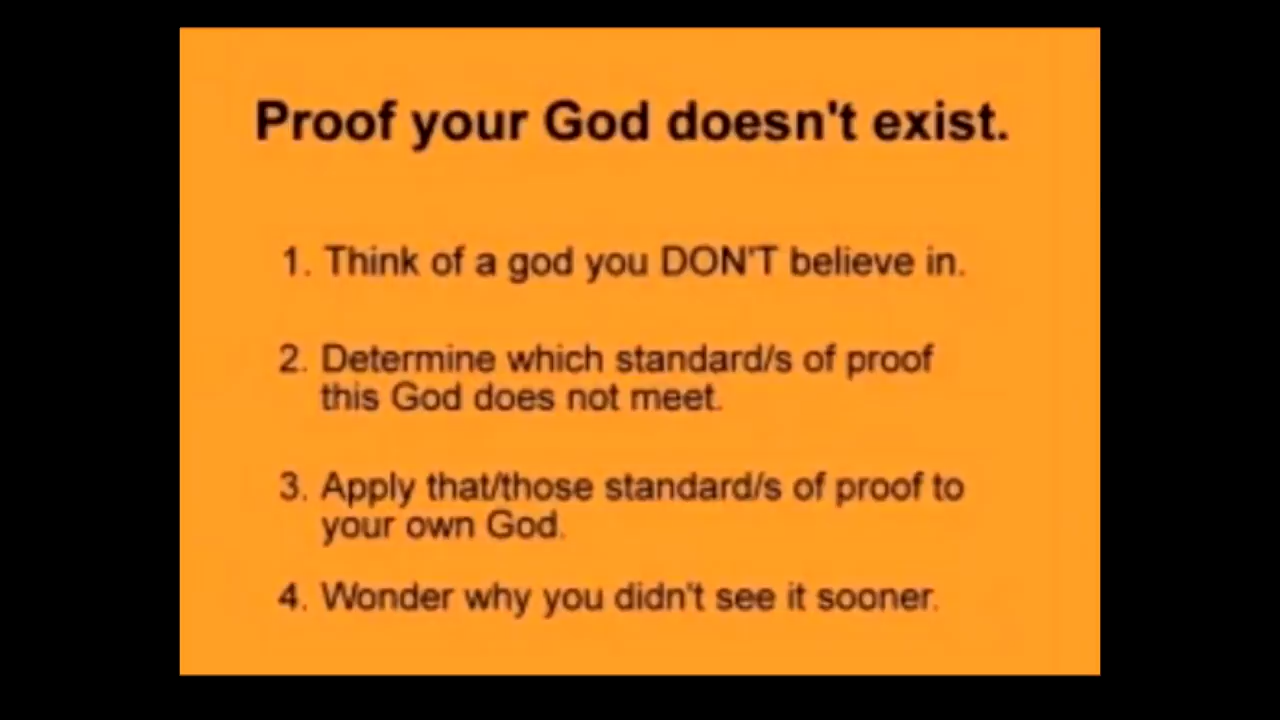 Proof your God doesn't exist.
1. Think of a god you DON'T believe in.
2. Determine which standard/s of proof
this God does not meet.
3. Apply that/those standard/s of proof to
your own God.
4. Wonder why you didn't see it sooner.